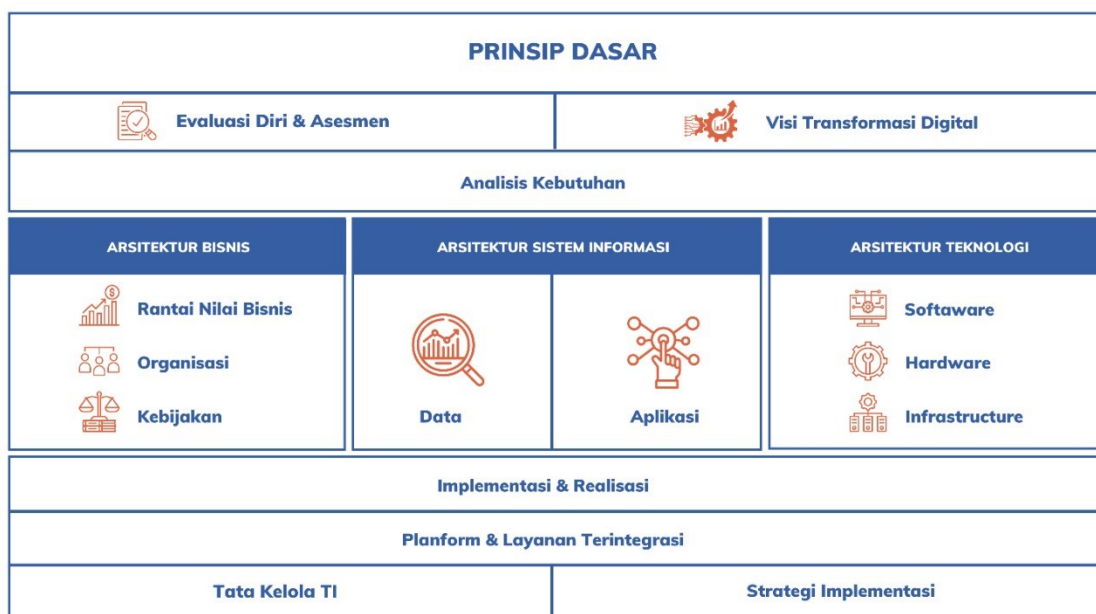 PRINSIP DASAR
Evaluasi Diri & Asesmen
Visi Transformasi Digital
Analisis Kebutuhan
ARSITEKTUR BISNIS
Rantai Nilai Bisnis
Organisasi
Kebijakan
ARSITEKTUR SISTEM INFORMASI
Data
Aplikasi
ARSITEKTUR TEKNOLOGI
Softaware
Hardware
Infrastructure
Implementasi & Realisasi
Planform & Layanan Terintegrasi
Tata Kelola TI
Strategi Implementasi